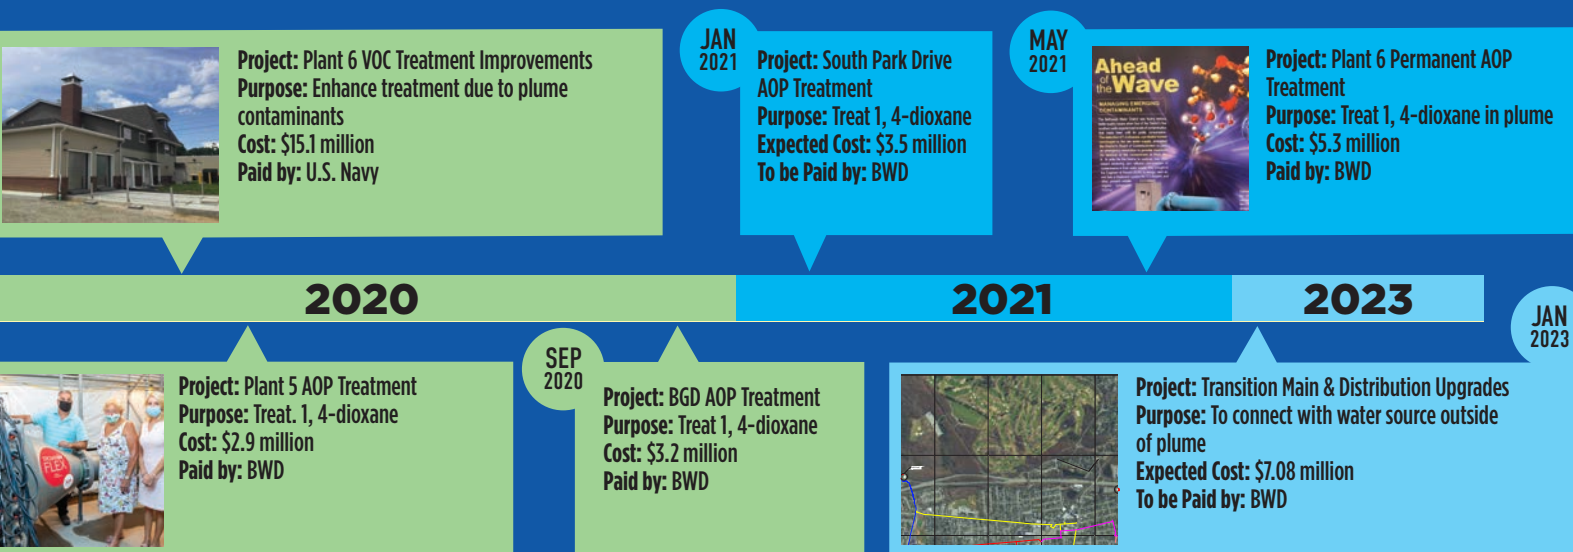 Project: Plant 6 VOC Treatment Improvements
Purpose: Enhance treatment due to plume
contaminants
Cost: $15.1 million
Paid by: U.S. Navy
JAN
2021
Project: South Park Drive
AOP Treatment
Purpose: Treat 1, 4-dioxane
Expected Cost: $3.5 million
To be Paid by: BWD
MAY
2021
Ahead
of
the Wave
MANAGING EMERGING
CONTAMINANTS
Project: Plant 6 Permanent AOP
Treatment
Purpose: Treat 1, 4-dioxane in plume
Cost: $5.3 million
Paid by: BWD
2020
2021
2023
FLEX
Project: Plant 5 AOP Treatment
Purpose: Treat. 1, 4-dioxane
Cost: $2.9 million
Paid by: BWD
SEP
2020
Project: BGD AOP Treatment
Purpose: Treat 1, 4-dioxane
Cost: $3.2 million
Paid by: BWD
JAN
2023
Project: Transition Main & Distribution Upgrades
Purpose: To connect with water source outside
of plume
Expected Cost: $7.08 million
To be Paid by: BWD